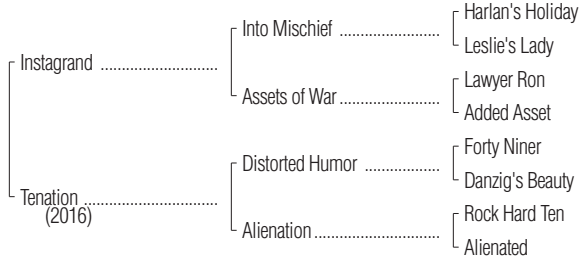 Harlan's Holiday
Into Mischief ........................
Leslie's Lady
Instagrand ............................
Lawyer Ron
Assets of War ........................
Added Asset
Forty Niner
Distorted Humor ..................
Danzig's Beauty
Tenation ................................
(2016)
Rock Hard Ten
Alienation ..............................
Alienated